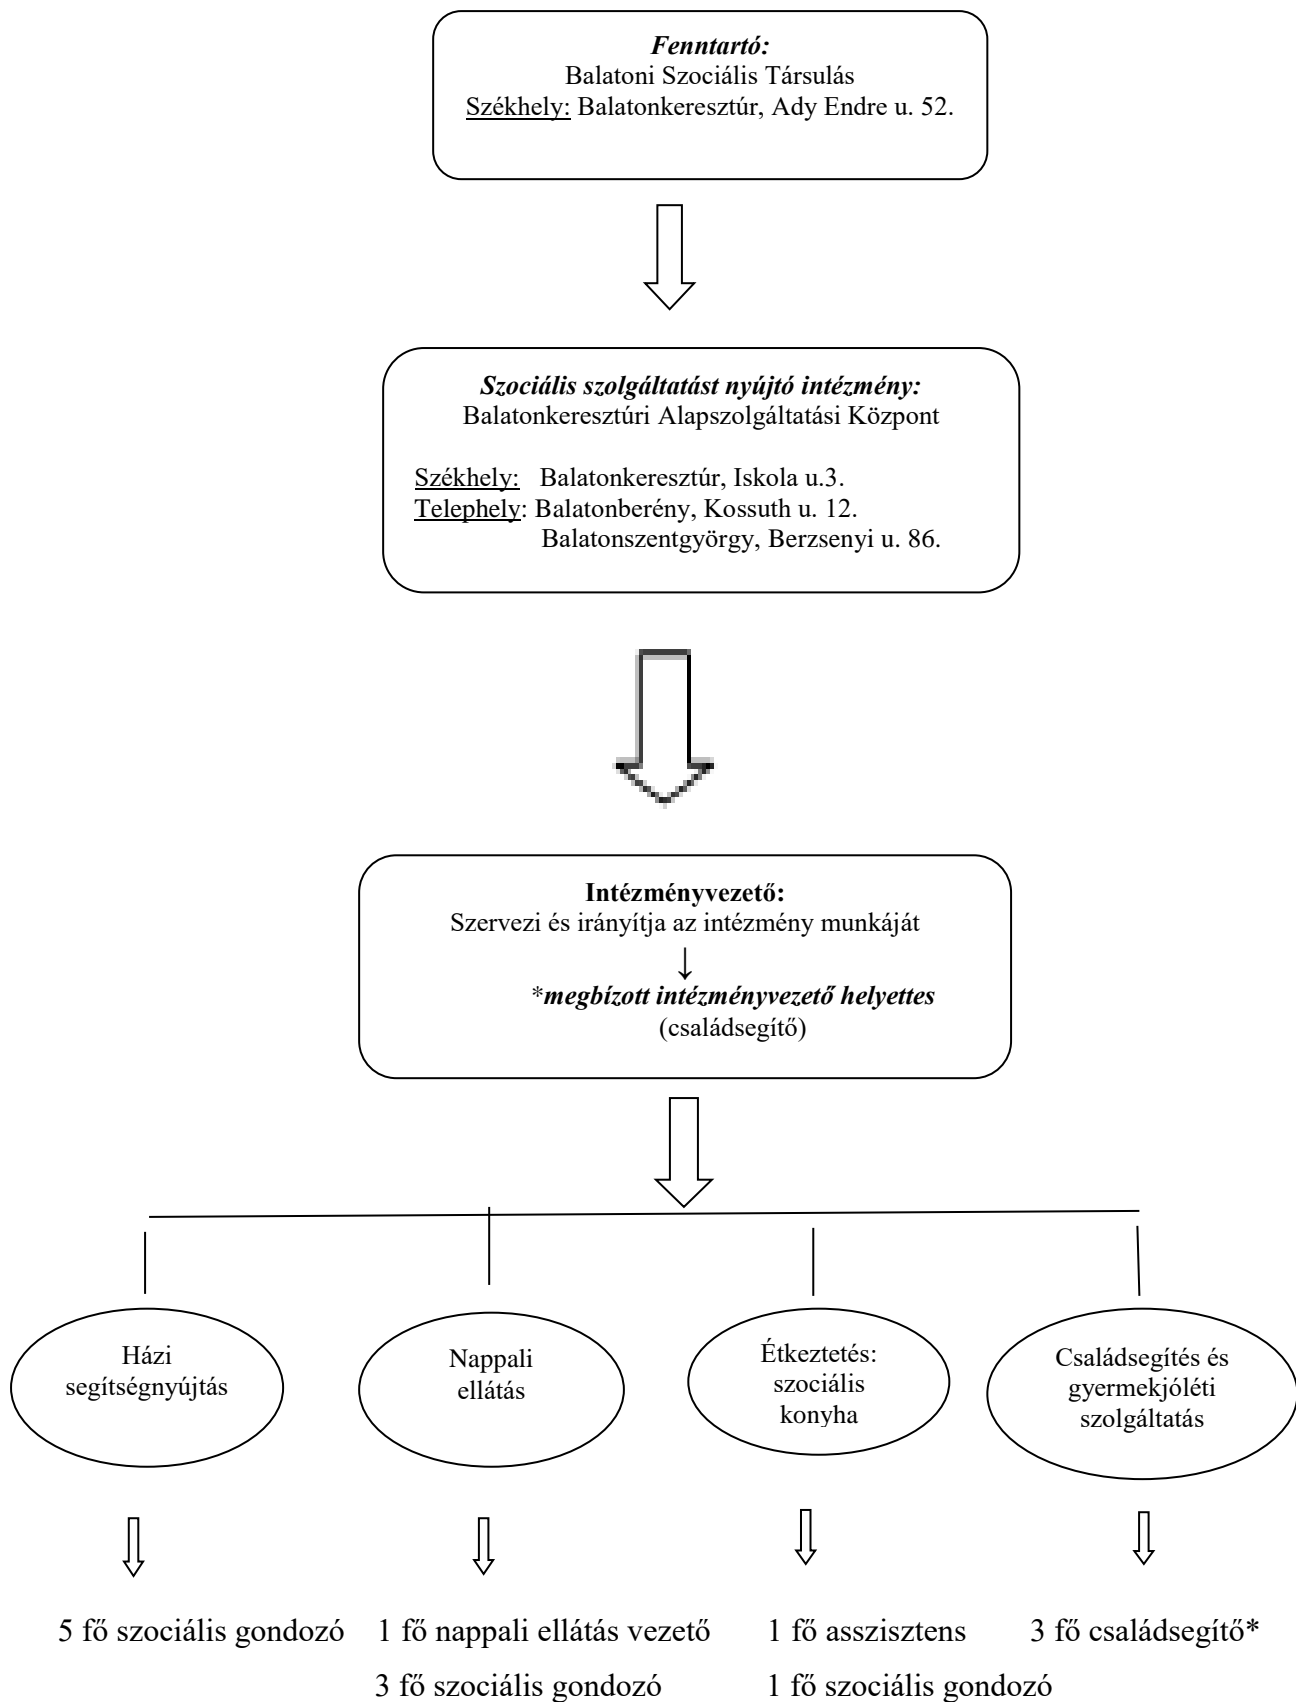 Fenntartó:
Balatoni Szociális Társulás
Székhely: Balatonkeresztúr, Ady Endre u. 52.
Szociális szolgáltatást nyújtó intézmény:
Balatonkeresztúri Alapszolgáltatási Központ
Székhely: Balatonkeresztúr, Iskola u.3.
Telephely: Balatonberény, Kossuth u. 12.
Balatonszentgyörgy, Berzsenyi u. 86.
Intézményvezető:
Szervezi és irányítja az intézmény munkáját
↓
*megbízott intézményvezető helyettes
(családsegítő)
Házi
segítségnyújtás
Nappali
ellátás
Étkeztetés:
szociális
konyha
Családsegítés és
gyermekjóléti
szolgáltatás
5 fő szociális gondozó 1 fő nappali ellátás vezető 1 fő asszisztens 3 fő családsegítő*
3 fő szociális gondozó 1 fő szociális gondozó